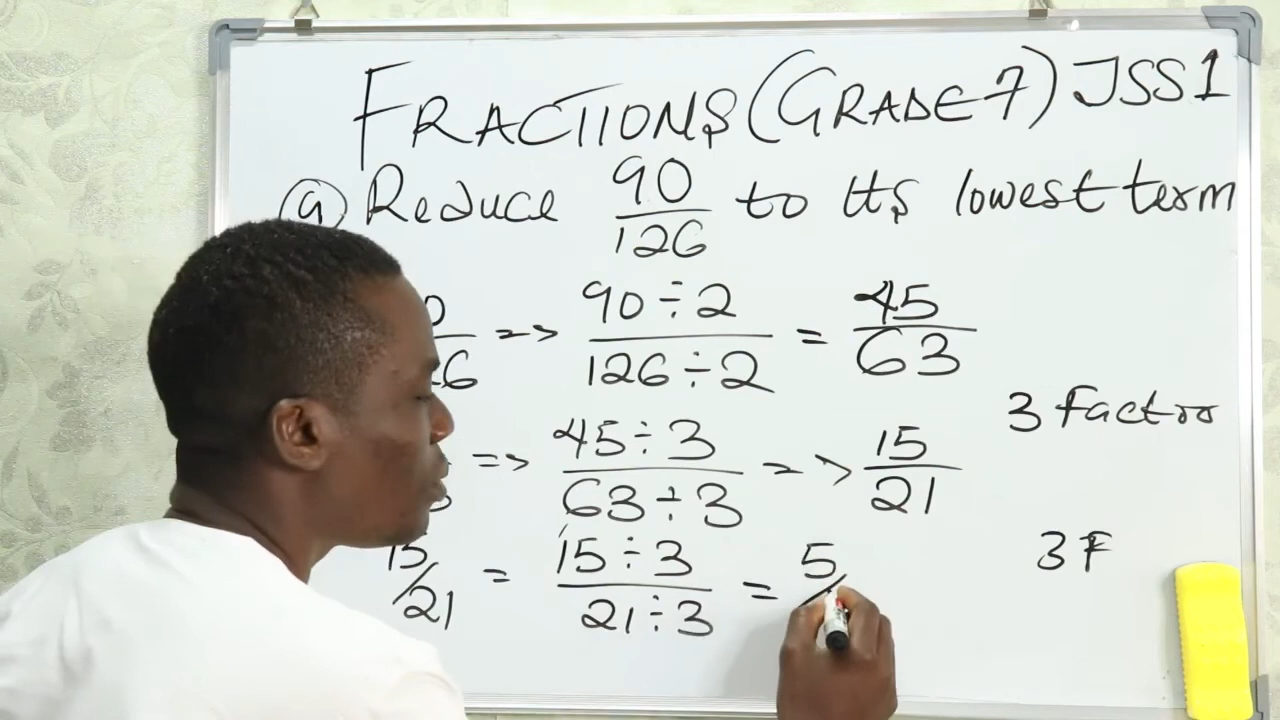 FRACTIONS (GRADE 7) JSS1
(a) Reduce 90/126 to Its lowest term
=> 90÷2 / 126÷2 = 45/63
3 factor
=> 45÷3 / 63÷3 => 15/21
3F
15/21 = 15÷3 / 21÷3 = 5/